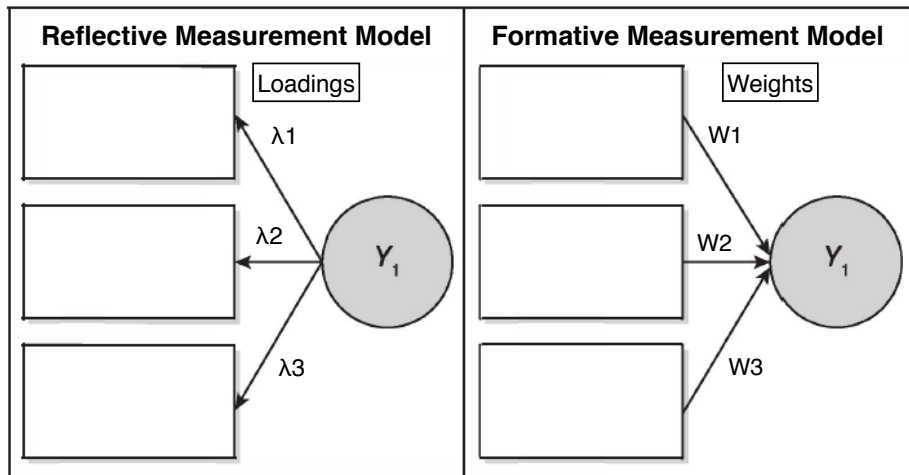 Reflective Measurement Model
Loadings
λ1
λ2
λ3
Y1
Formative Measurement Model
Weights
W1
W2
W3
Y1